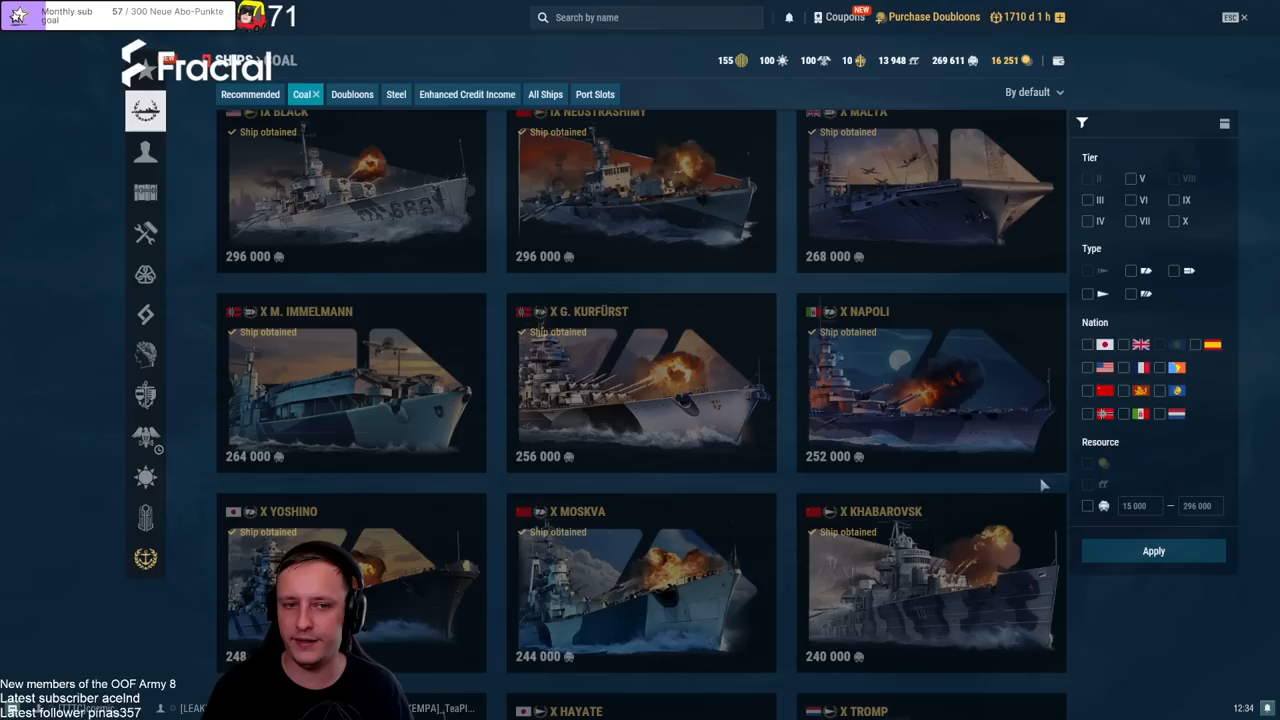 Monthly sub goal
57 / 300 Neue Abo-Punkte
71
Search by name
NEW
Coupons
Purchase Doubloons
1710 d 1 h
ESC
Fractal
SHIPS
COAL
155
100
100
10
13 948
269 611
16 251
Recommended
Coal
Doubloons
Steel
Enhanced Credit Income
All Ships
Port Slots
By default
IX BLACK
Ship obtained
296 000
IX NEUSTRASHIMY
Ship obtained
296 000
X MALTA
Ship obtained
268 000
X M. IMMELMANN
Ship obtained
264 000
X G. KURFÜRST
Ship obtained
256 000
X NAPOLI
Ship obtained
252 000
X YOSHINO
Ship obtained
248
X MOSKVA
Ship obtained
244 000
X KHABAROVSK
Ship obtained
240 000
X HAYATE
X TROMP
Tier
II
V
VIII
III
VI
IX
IV
VII
X
Type
Nation
Resource
15 000 — 296 000
Apply
New members of the OOF Army 8
Latest subscriber acelnd
Latest follower pinas357
12:34